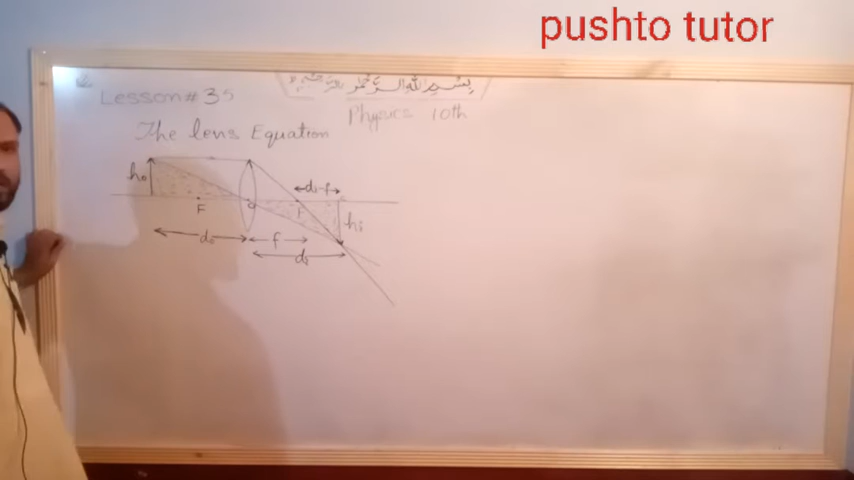 pushto tutor
بسم الله الرحمن الرحيم
Lesson # 35
Physics 10th
The lens Equation
hₒ
dᵢ-f
F
O
F
hᵢ
dₒ
f
dᵢ